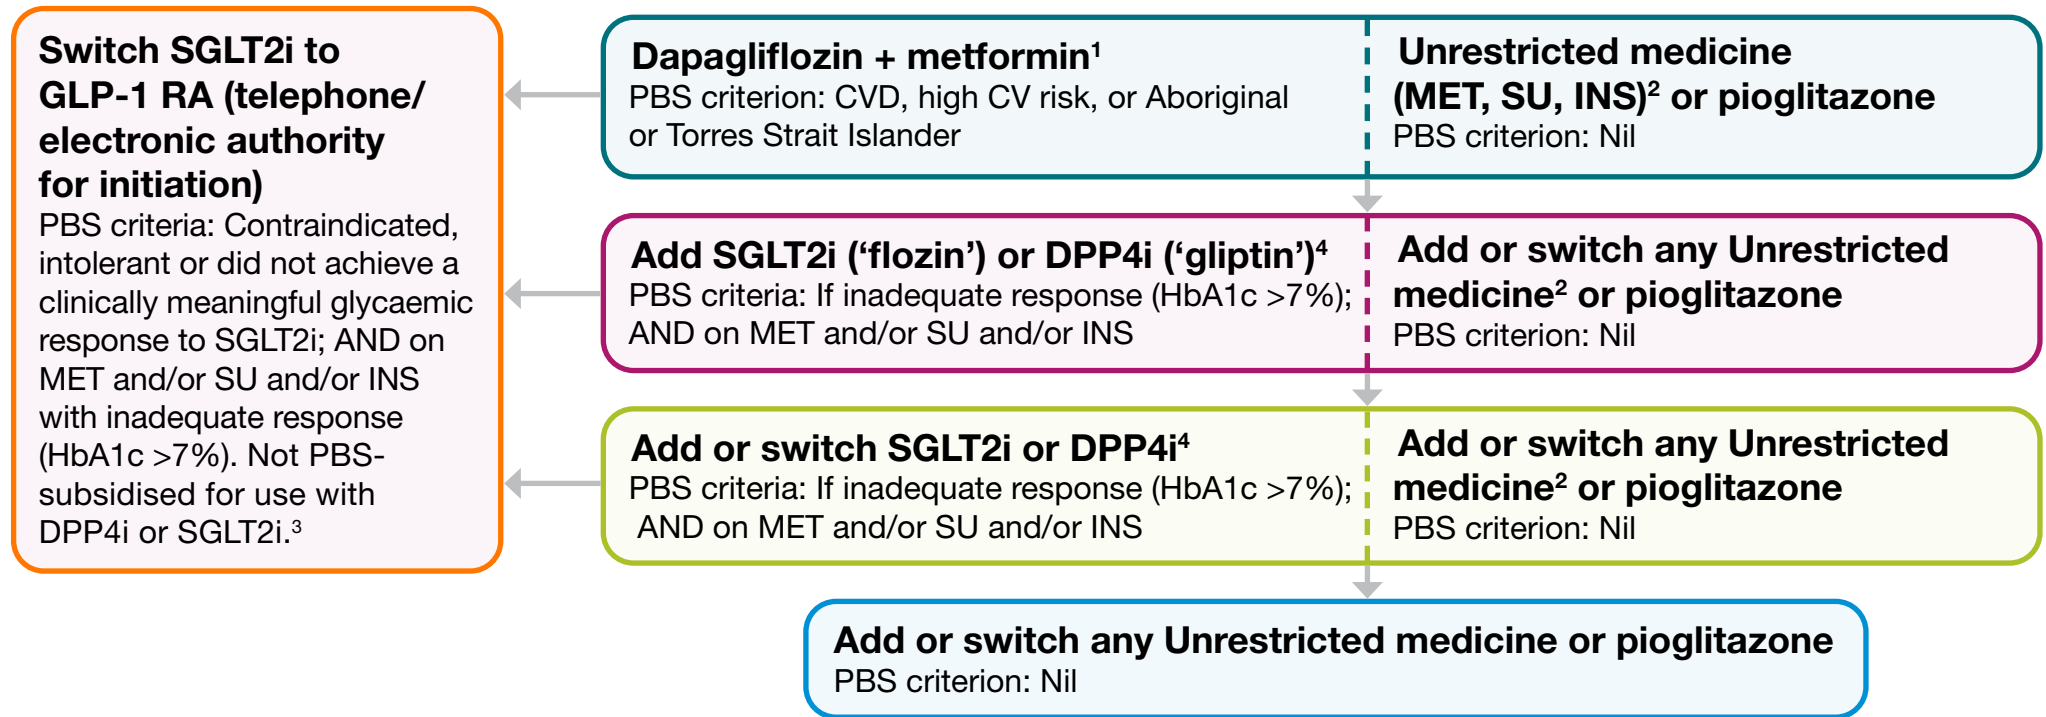 Switch SGLT2i to
GLP-1 RA (telephone/
electronic authority
for initiation)
PBS criteria: Contraindicated,
intolerant or did not achieve a
clinically meaningful glycaemic
response to SGLT2i; AND on
MET and/or SU and/or INS
with inadequate response
(HbA1c >7%). Not PBS-
subsidised for use with
DPP4i or SGLT2i.³
Dapagliflozin + metformin¹
PBS criterion: CVD, high CV risk, or Aboriginal
or Torres Strait Islander
Unrestricted medicine
(MET, SU, INS)² or pioglitazone
PBS criterion: Nil
Add SGLT2i (‘flozin’) or DPP4i (‘gliptin’)⁴
PBS criteria: If inadequate response (HbA1c >7%);
AND on MET and/or SU and/or INS
Add or switch any Unrestricted
medicine² or pioglitazone
PBS criterion: Nil
Add or switch SGLT2i or DPP4i⁴
PBS criteria: If inadequate response (HbA1c >7%);
AND on MET and/or SU and/or INS
Add or switch any Unrestricted
medicine² or pioglitazone
PBS criterion: Nil
Add or switch any Unrestricted medicine or pioglitazone
PBS criterion: Nil